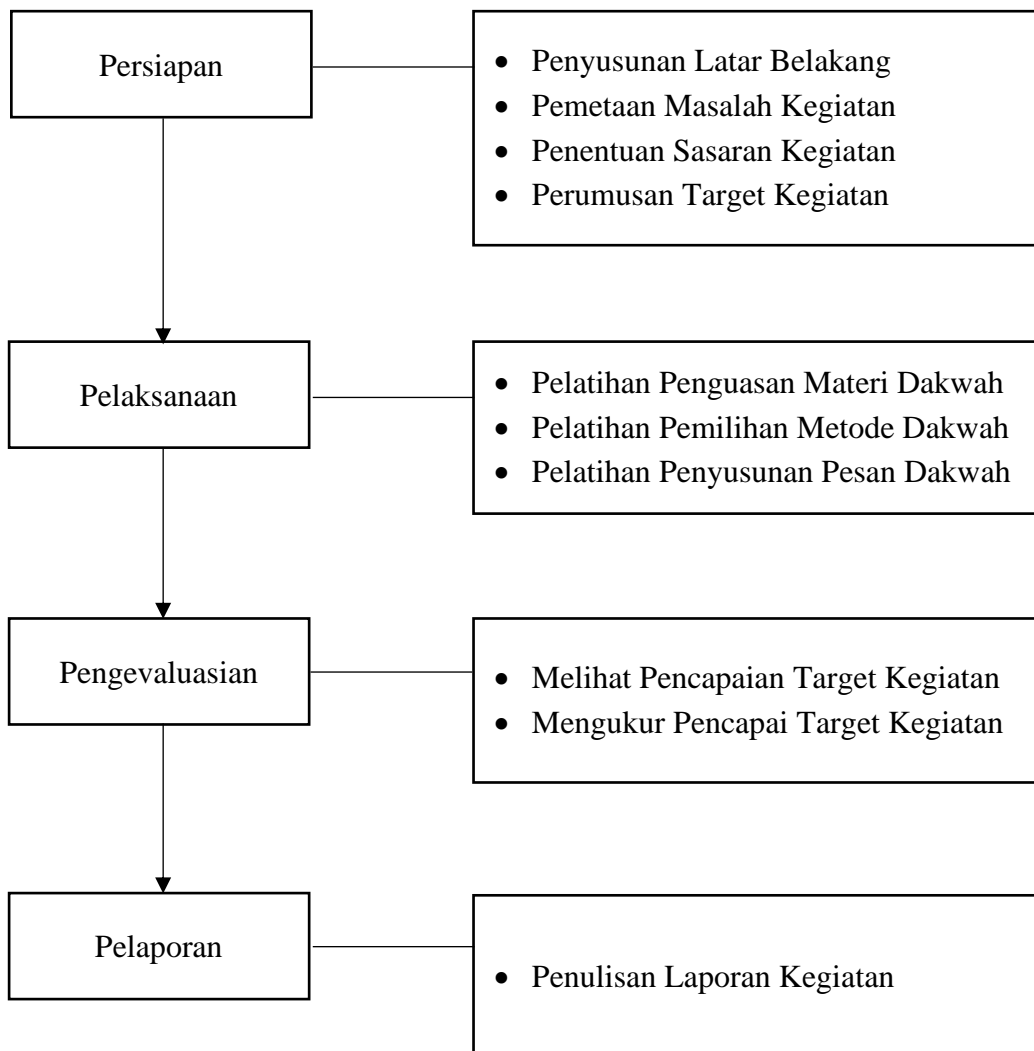 Persiapan
• Penyusunan Latar Belakang
• Pemetaan Masalah Kegiatan
• Penentuan Sasaran Kegiatan
• Perumusan Target Kegiatan
Pelaksanaan
• Pelatihan Penguasan Materi Dakwah
• Pelatihan Pemilihan Metode Dakwah
• Pelatihan Penyusunan Pesan Dakwah
Pengevaluasian
• Melihat Pencapaian Target Kegiatan
• Mengukur Pencapai Target Kegiatan
Pelaporan
• Penulisan Laporan Kegiatan